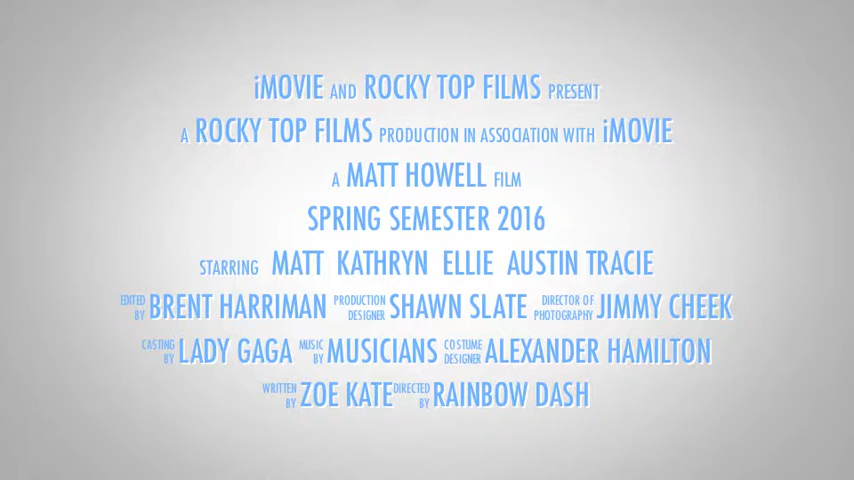 iMOVIE AND ROCKY TOP FILMS PRESENT
A ROCKY TOP FILMS PRODUCTION IN ASSOCIATION WITH iMOVIE
A MATT HOWELL FILM
SPRING SEMESTER 2016
STARRING MATT KATHRYN ELLIE AUSTIN TRACIE
EDITED BY BRENT HARRIMAN PRODUCTION DESIGNER SHAWN SLATE DIRECTOR OF PHOTOGRAPHY JIMMY CHEEK
CASTING BY LADY GAGA MUSIC BY MUSICIANS COSTUME DESIGNER ALEXANDER HAMILTON
WRITTEN BY ZOE KATE DIRECTED BY RAINBOW DASH